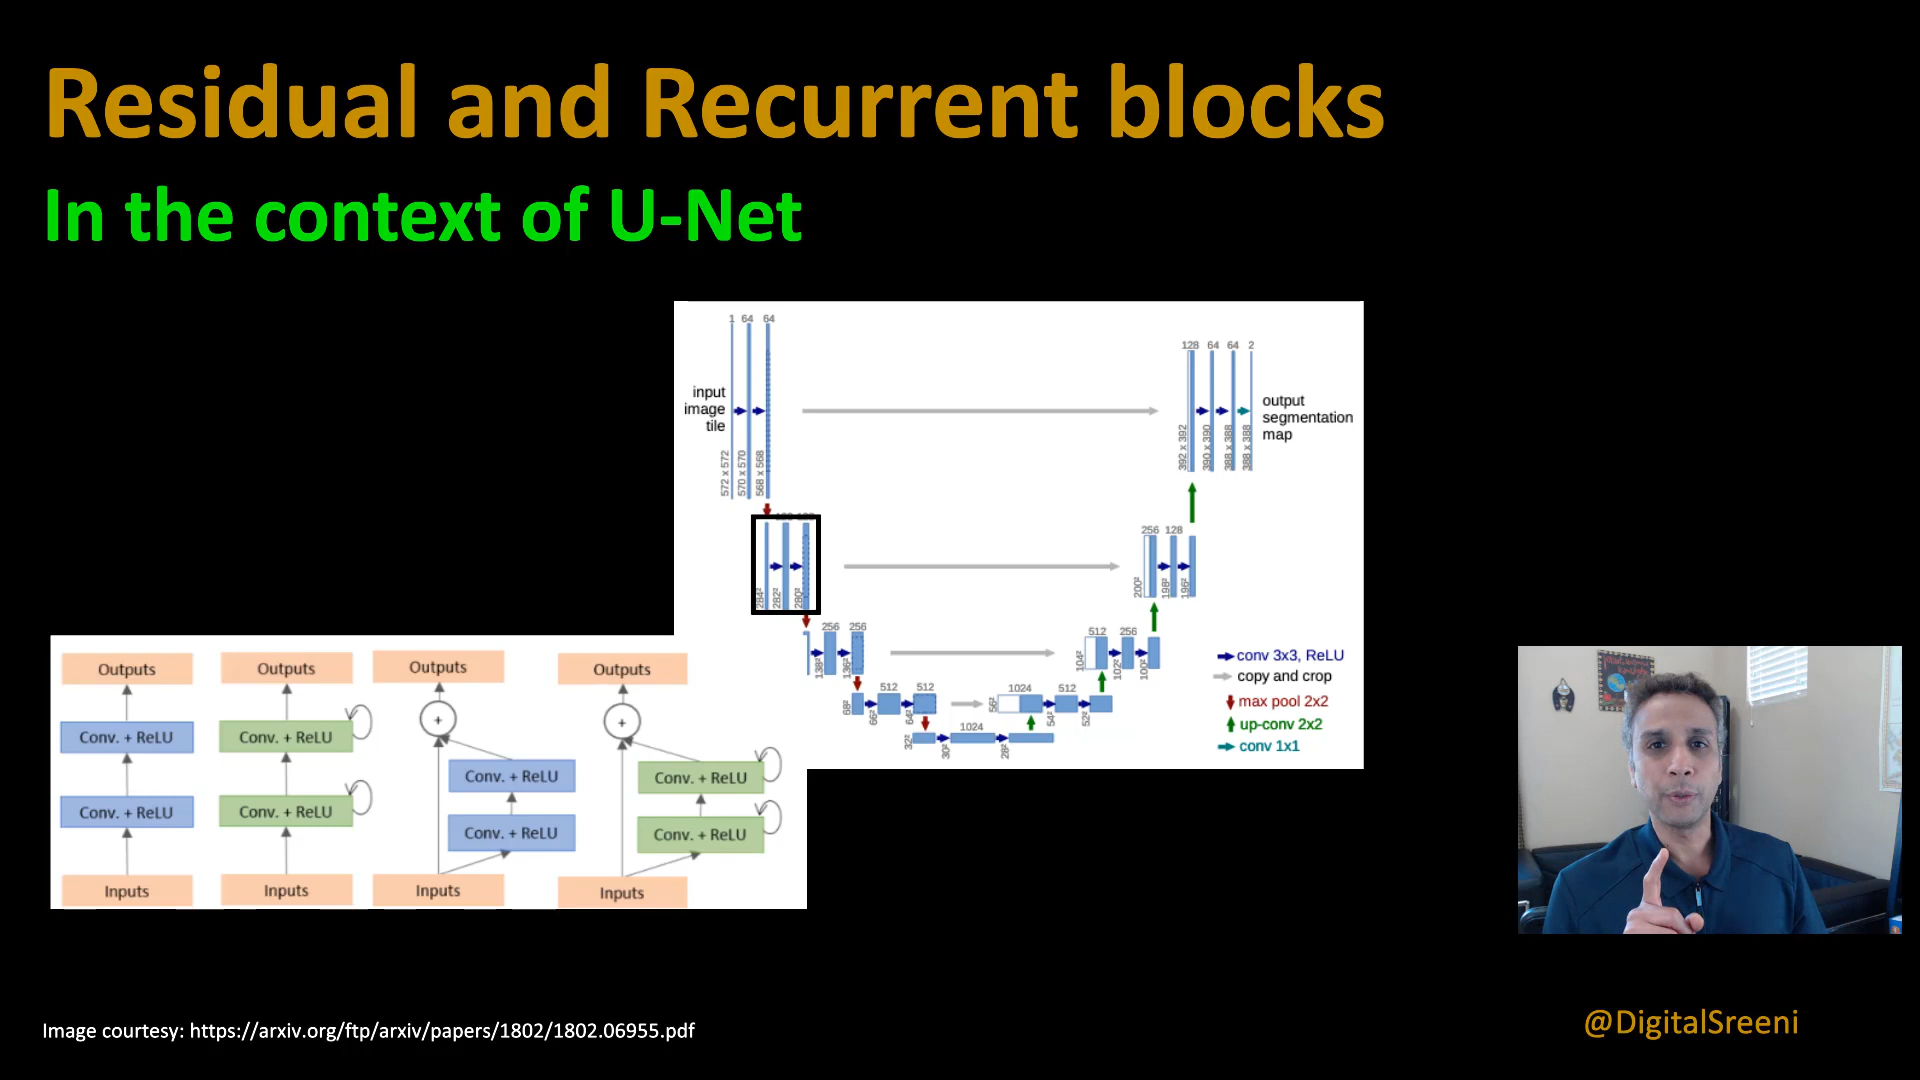 Residual and Recurrent blocks
In the context of U-Net
1 64 64
input
image
tile
572 x 572
570 x 570
568 x 568
128 64 64 2
output
segmentation
map
392 x 392
390 x 390
388 x 388
388 x 388
284²
282²
280²
256 128
200²
198²
196²
256 256
138²
136²
512 256
104²
102²
100²
512 512
68²
66²
64²
1024 512
56²
54²
52²
1024
32²
30²
28²
conv 3x3, ReLU
copy and crop
max pool 2x2
up-conv 2x2
conv 1x1
Outputs
Conv. + ReLU
Conv. + ReLU
Inputs
Outputs
Conv. + ReLU
Conv. + ReLU
Inputs
Outputs
+
Conv. + ReLU
Conv. + ReLU
Inputs
Outputs
+
Conv. + ReLU
Conv. + ReLU
Inputs
Image courtesy: https://arxiv.org/ftp/arxiv/papers/1802/1802.06955.pdf
@DigitalSreeni